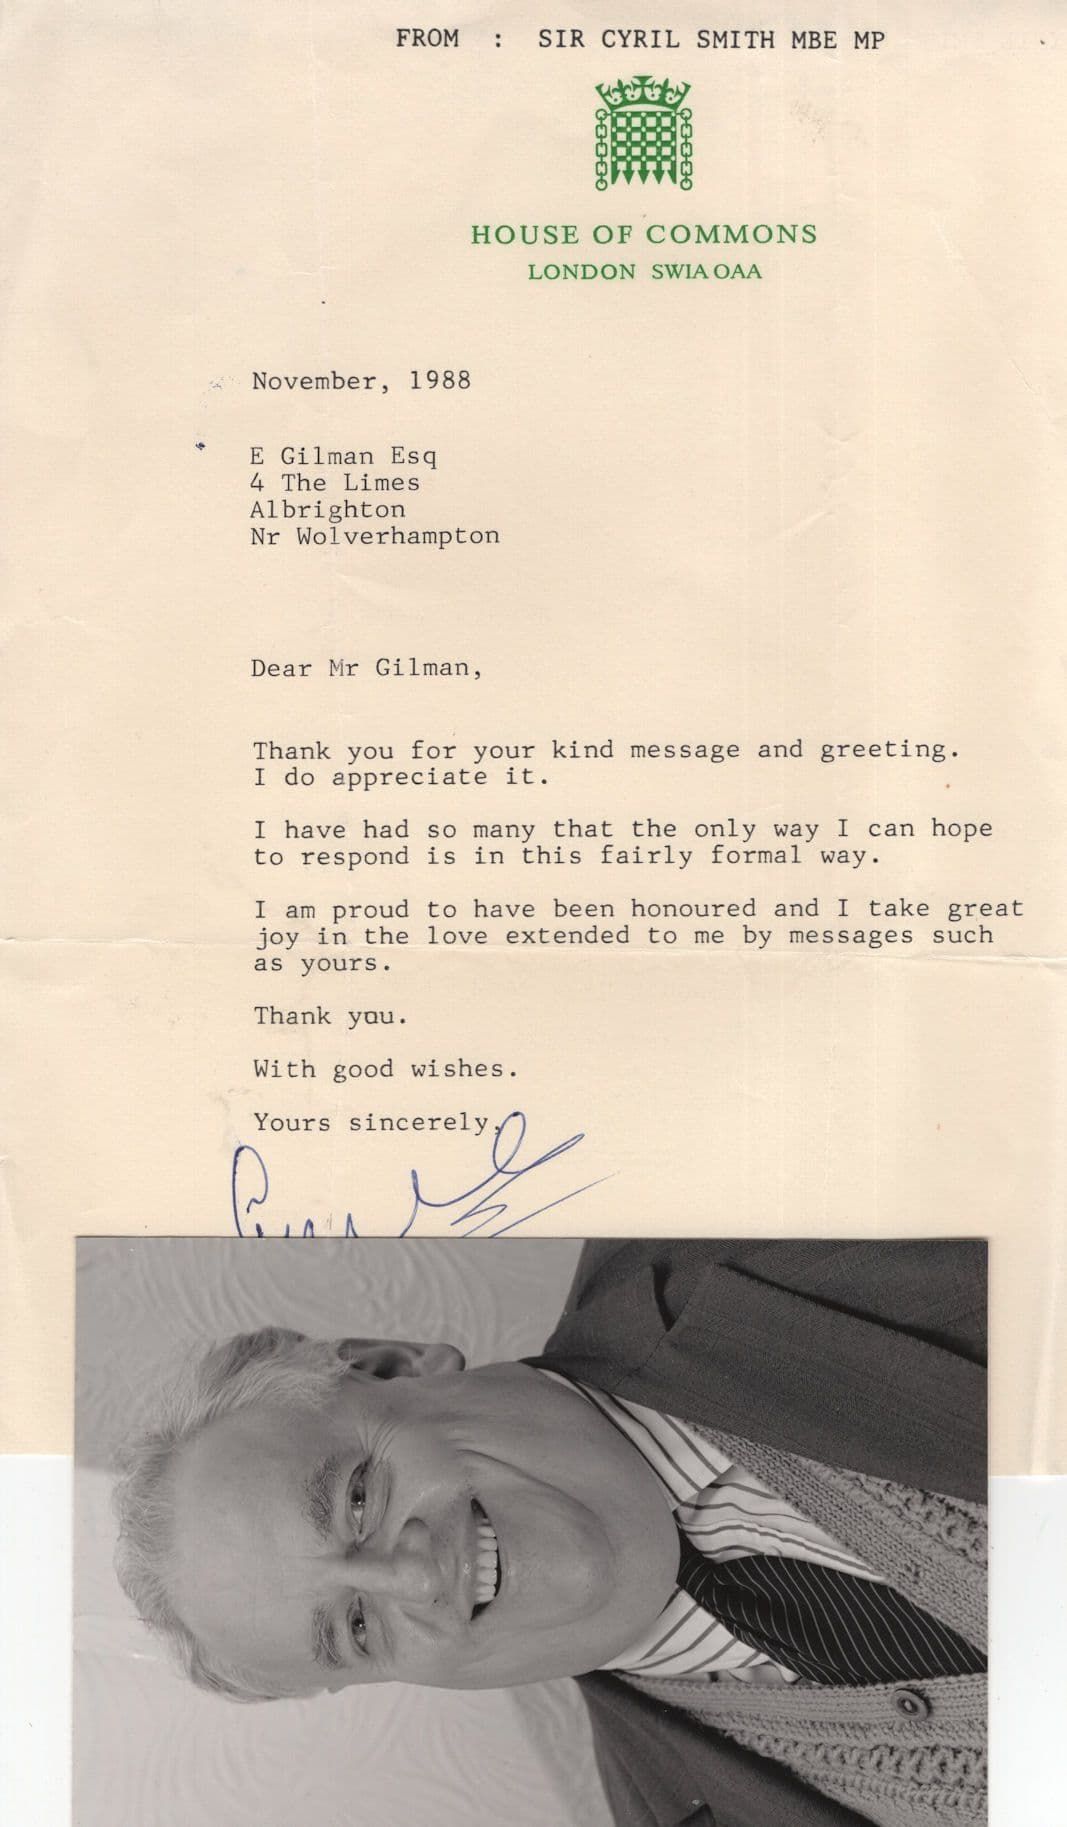 FROM : SIR CYRIL SMITH MBE MP
HOUSE OF COMMONS
LONDON SW1A 0AA
November, 1988
E Gilman Esq
4 The Limes
Albrighton
Nr Wolverhampton
Dear Mr Gilman,
Thank you for your kind message and greeting.
I do appreciate it.
I have had so many that the only way I can hope
to respond is in this fairly formal way.
I am proud to have been honoured and I take great
joy in the love extended to me by messages such
as yours.
Thank you.
With good wishes.
Yours sincerely,